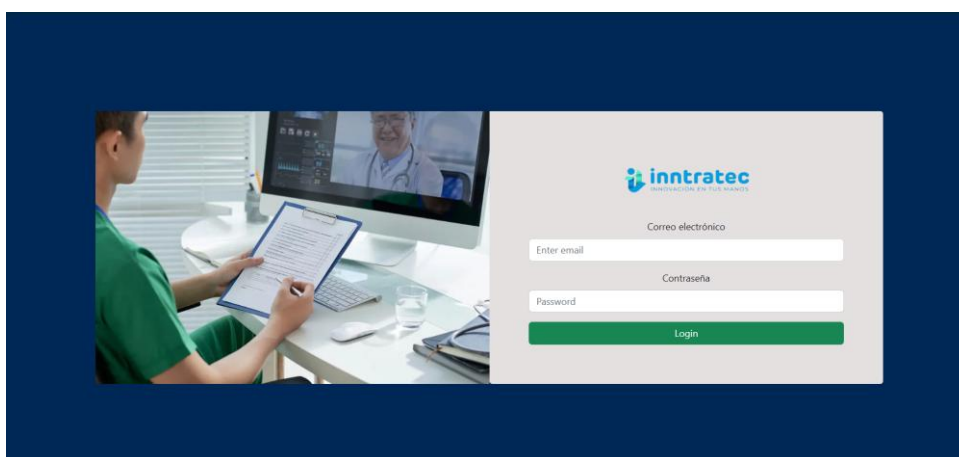 inntratec
INNOVACIÓN EN TUS MANOS
Correo electrónico
Enter email
Contraseña
Password
Login